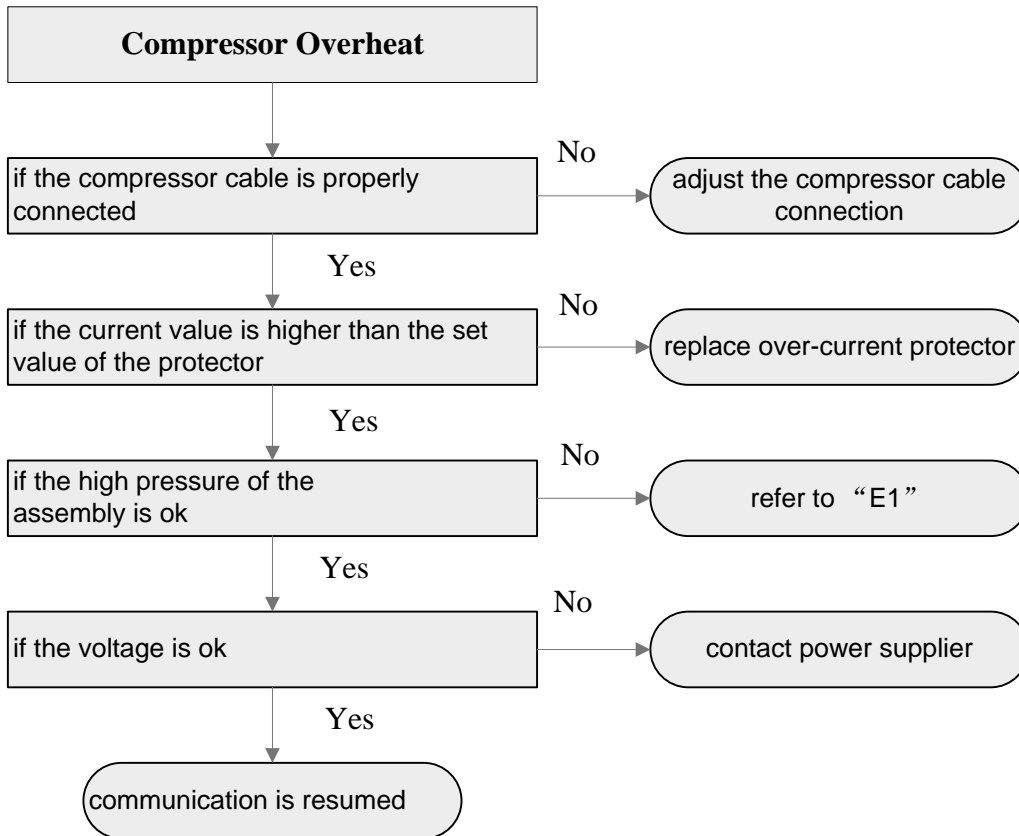 Compressor Overheat
if the compressor cable is properly
connected
No
adjust the compressor cable
connection
Yes
if the current value is higher than the set
value of the protector
No
replace over-current protector
Yes
if the high pressure of the
assembly is ok
No
refer to “E1”
Yes
if the voltage is ok
No
contact power supplier
Yes
communication is resumed